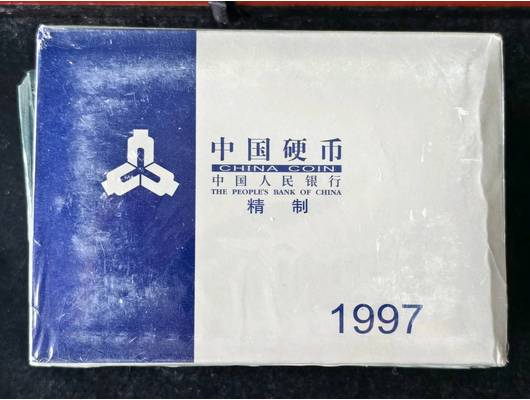 中国硬币
CHINA COIN
中国人民银行
THE PEOPLE'S BANK OF CHINA
精 制
1997